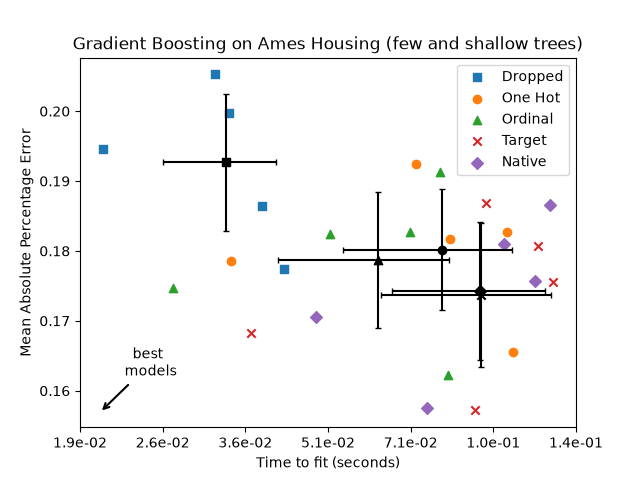 Gradient Boosting on Ames Housing (few and shallow trees)
Mean Absolute Percentage Error
0.20
0.19
0.18
0.17
0.16
Dropped
One Hot
Ordinal
Target
Native
best
models
1.9e-02 2.6e-02 3.6e-02 5.1e-02 7.1e-02 1.0e-01 1.4e-01
Time to fit (seconds)